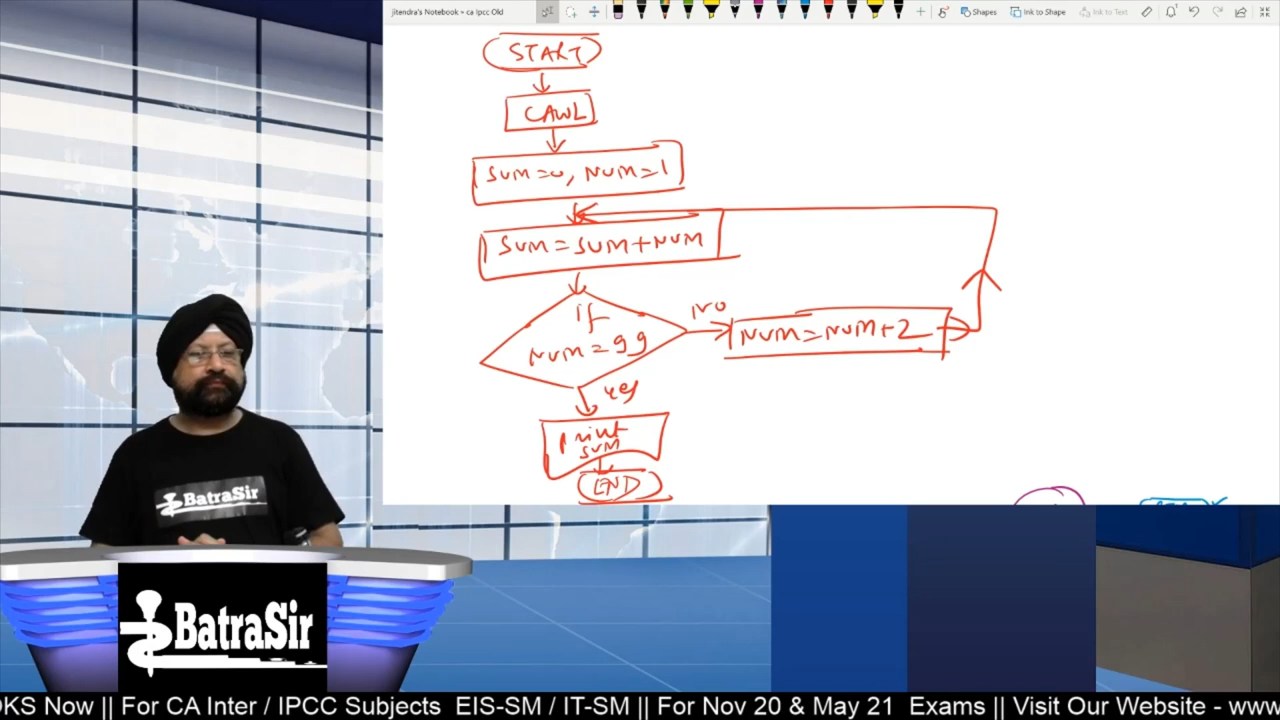 jitendra's Notebook > ca Ipcc Old
Shapes
Ink to Shape
Ink to Text
START
CAWL
SUM=0, NUM=1
SUM=SUM+NUM
if
NUM=99
NO
NUM=NUM+2
Yes
Print
SUM
END
BatraSir
BatraSir
OKS Now || For CA Inter / IPCC Subjects EIS-SM / IT-SM || For Nov 20 & May 21 Exams || Visit Our Website - www